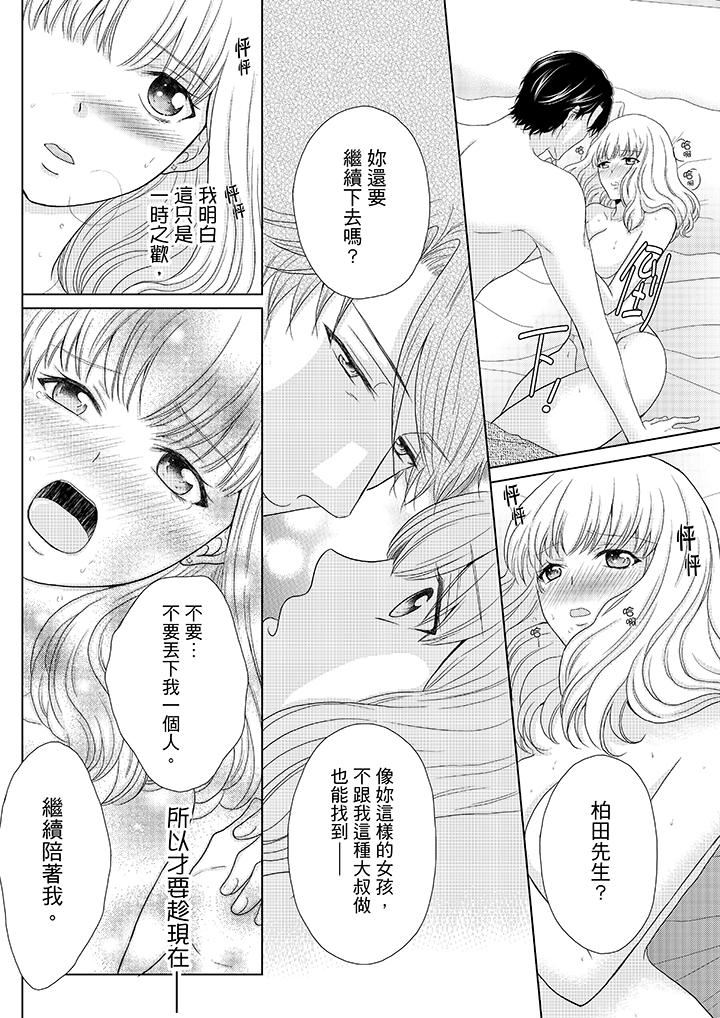 柏田先生？
怦
怦
怦
怦
妳還要
繼續下去嗎？
像妳這樣的女孩，
不跟我這種大叔做
也能找到——
怦
怦
怦
怦
我明白
這只是
一時之歡，
不要…
不要丟下我一個人。
所以才要趁現在——
繼續陪著我。